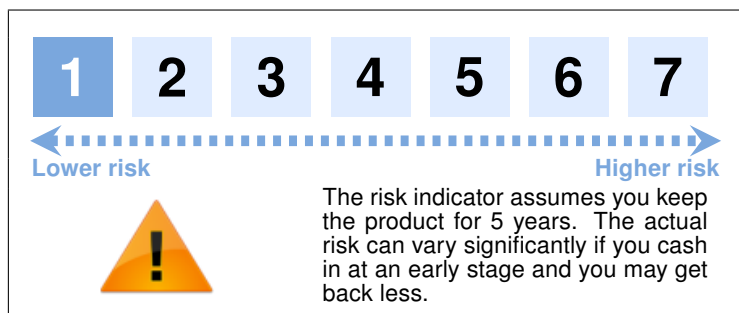 1 2 3 4 5 6 7
Lower risk Higher risk
The risk indicator assumes you keep
the product for 5 years. The actual
risk can vary significantly if you cash
in at an early stage and you may get
back less.